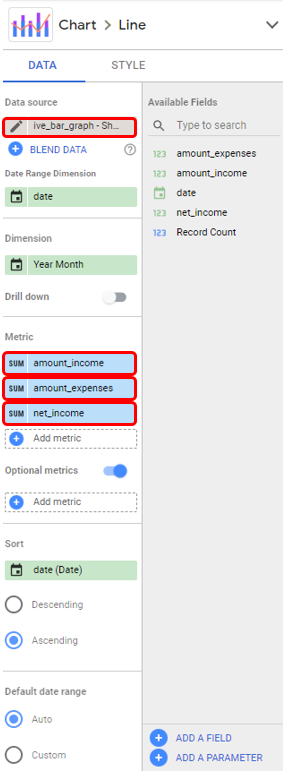 Chart > Line
DATA
STYLE
Data source
ive_bar_graph - Sh...
BLEND DATA
Date Range Dimension
date
Dimension
Year Month
Drill down
Metric
SUM amount_income
SUM amount_expenses
SUM net_income
Add metric
Optional metrics
Add metric
Sort
date (Date)
Descending
Ascending
Default date range
Auto
Custom
Available Fields
Type to search
123 amount_expenses
123 amount_income
date
123 net_income
123 Record Count
ADD A FIELD
ADD A PARAMETER